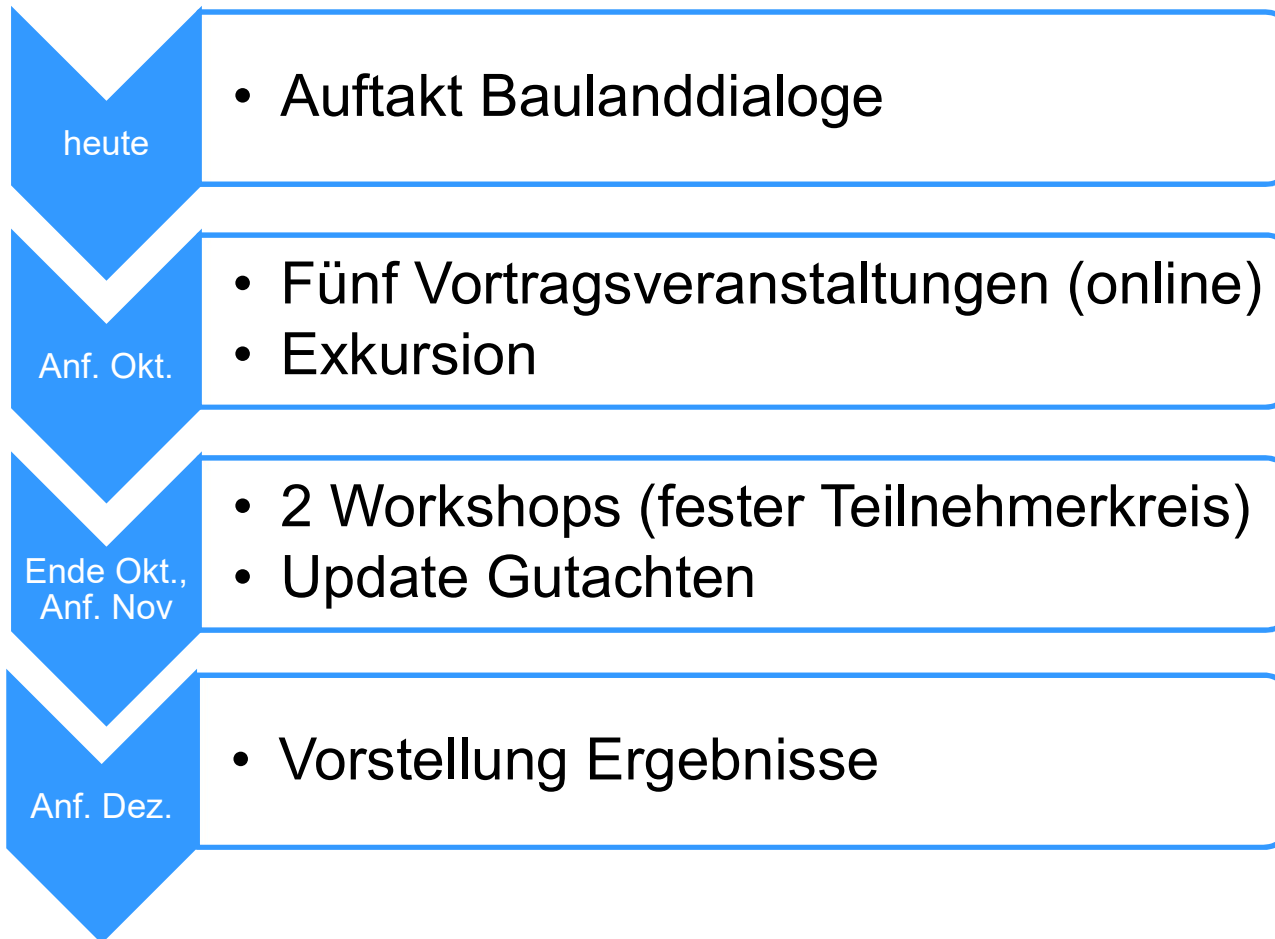 heute
• Auftakt Baulanddialoge
Anf. Okt.
• Fünf Vortragsveranstaltungen (online)
• Exkursion
Ende Okt.,
Anf. Nov
• 2 Workshops (fester Teilnehmerkreis)
• Update Gutachten
Anf. Dez.
• Vorstellung Ergebnisse